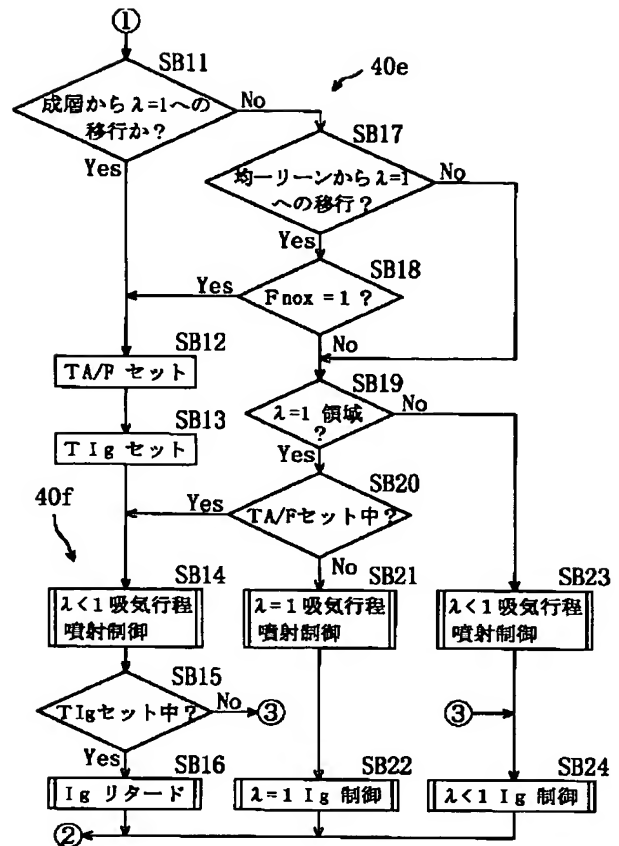 ①
SB11
40e
成層からλ=1への
移行か?
No
SB17
Yes
均一リーンからλ=1
への移行?
No
Yes
SB18
Yes
Fnox =1 ?
SB12
No
TA/F セット
SB19
SB13
λ=1 領域
?
No
TIg セット
Yes
SB20
40f
Yes
TA/Fセット中?
SB14
No
SB21
SB23
λ<1吸気行程
噴射制御
λ=1吸気行程
噴射制御
λ<1吸気行程
噴射制御
SB15
TIgセット中?
No
③
③
Yes
SB16
SB22
SB24
Ig リタード
λ=1 Ig 制御
λ<1 Ig 制御
②